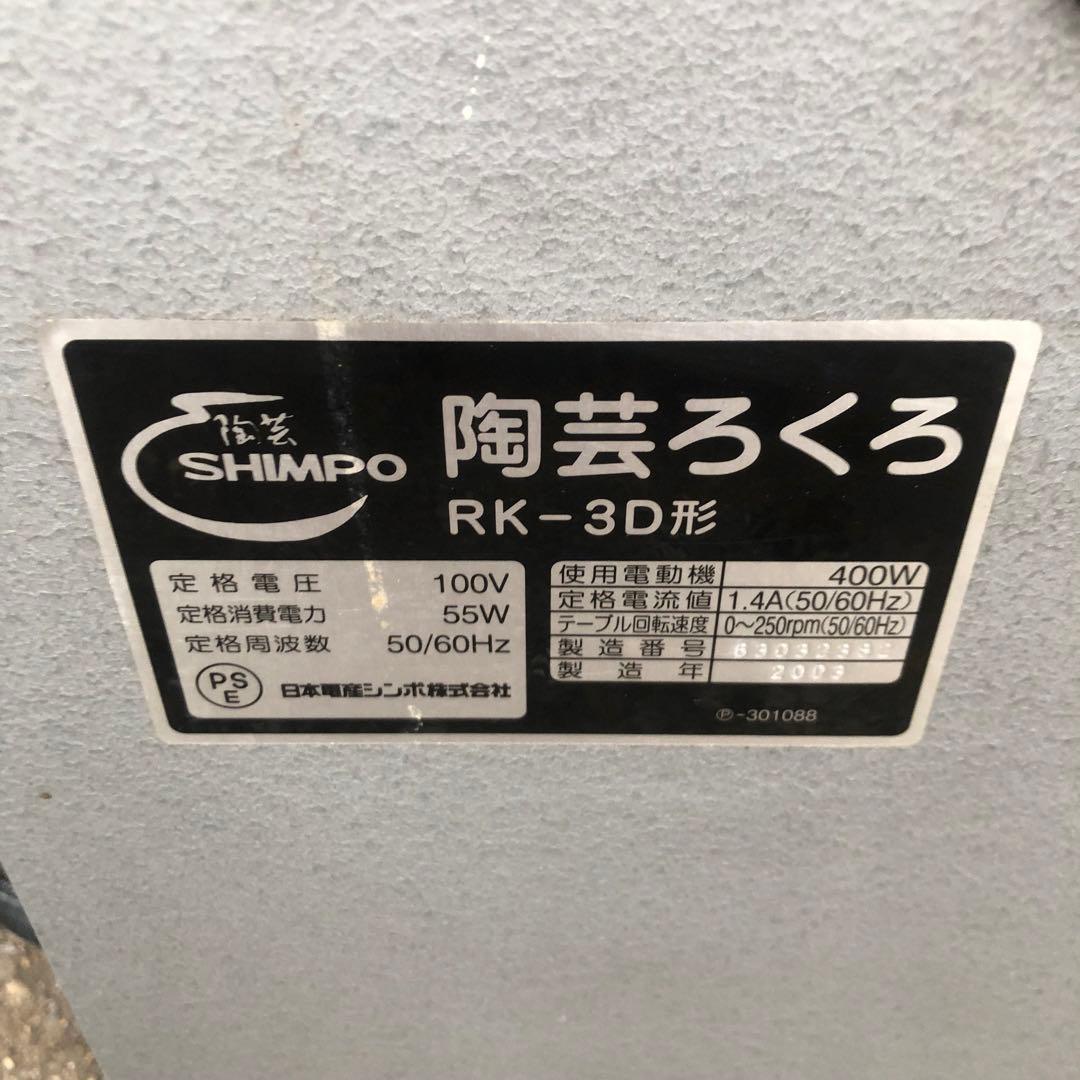 陶芸
SHIMPO
陶芸ろくろ
RK-3D形
定格電圧 100V
定格消費電力 55W
定格周波数 50/60Hz
PS
E
日本電産シンポ株式会社
使用電動機 400W
定格電流値 1.4A(50/60Hz)
テーブル回転速度 0〜250rpm(50/60Hz)
製造番号
製造年 2003
Ⓟ-301088